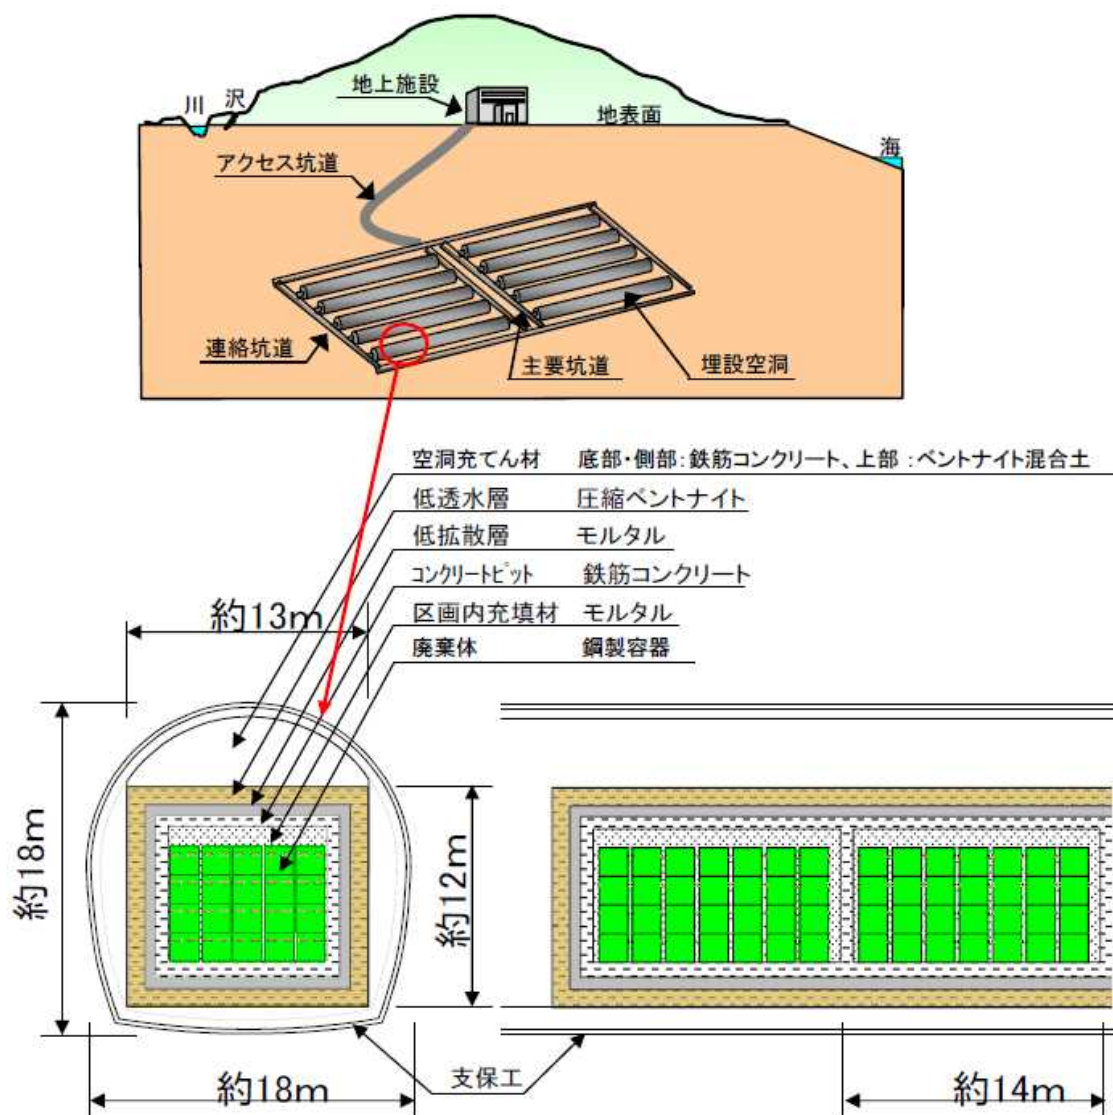 地上施設
川 沢
地表面
海
アクセス坑道
連絡坑道
主要坑道
埋設空洞
空洞充てん材 底部・側部：鉄筋コンクリート、上部：ベントナイト混合土
低透水層 圧縮ベントナイト
低拡散層 モルタル
コンクリートピット 鉄筋コンクリート
区画内充填材 モルタル
廃棄体 鋼製容器
約13m
約18m
約12m
支保工
約18m
約14m